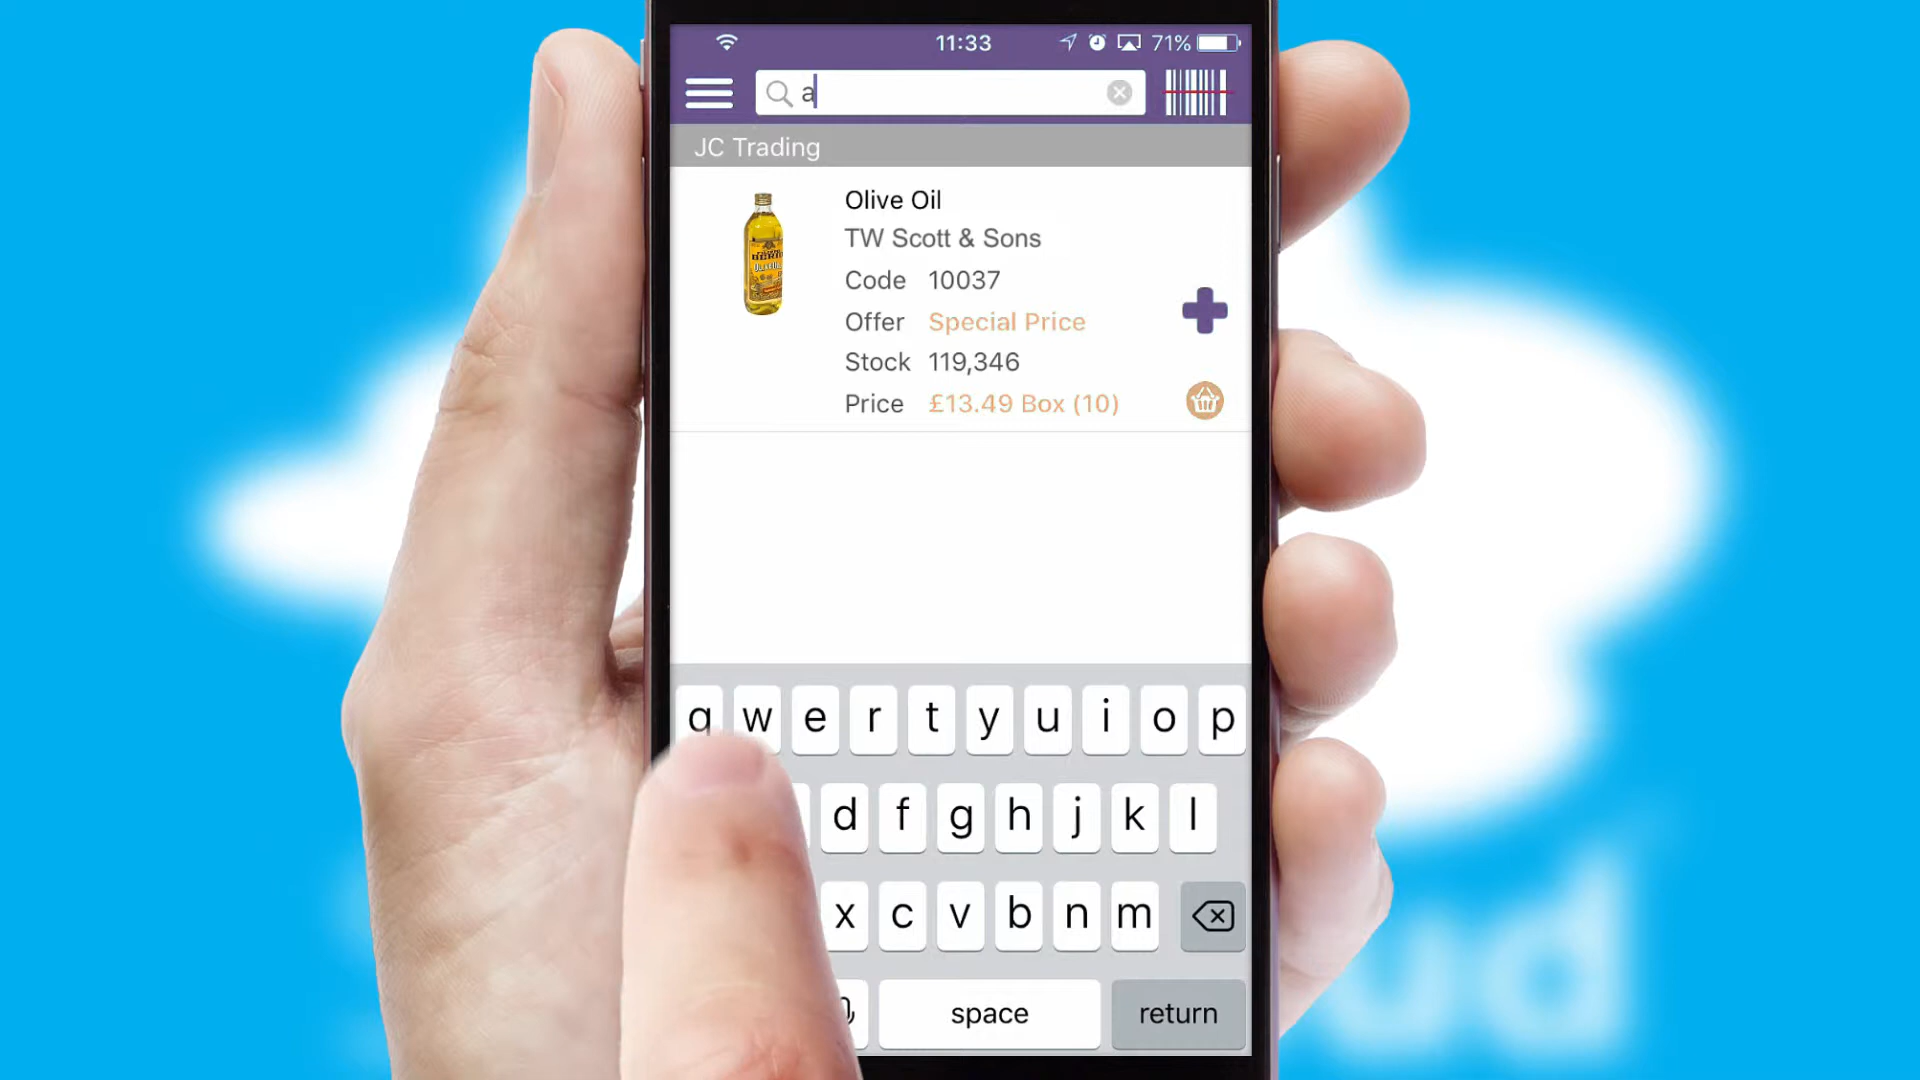 11:33
71%
a
JC Trading
Olive Oil
TW Scott & Sons
Code 10037
Offer Special Price
Stock 119,346
Price £13.49 Box (10)
q w e r t y u i o p
d f g h j k l
x c v b n m
space return
ud